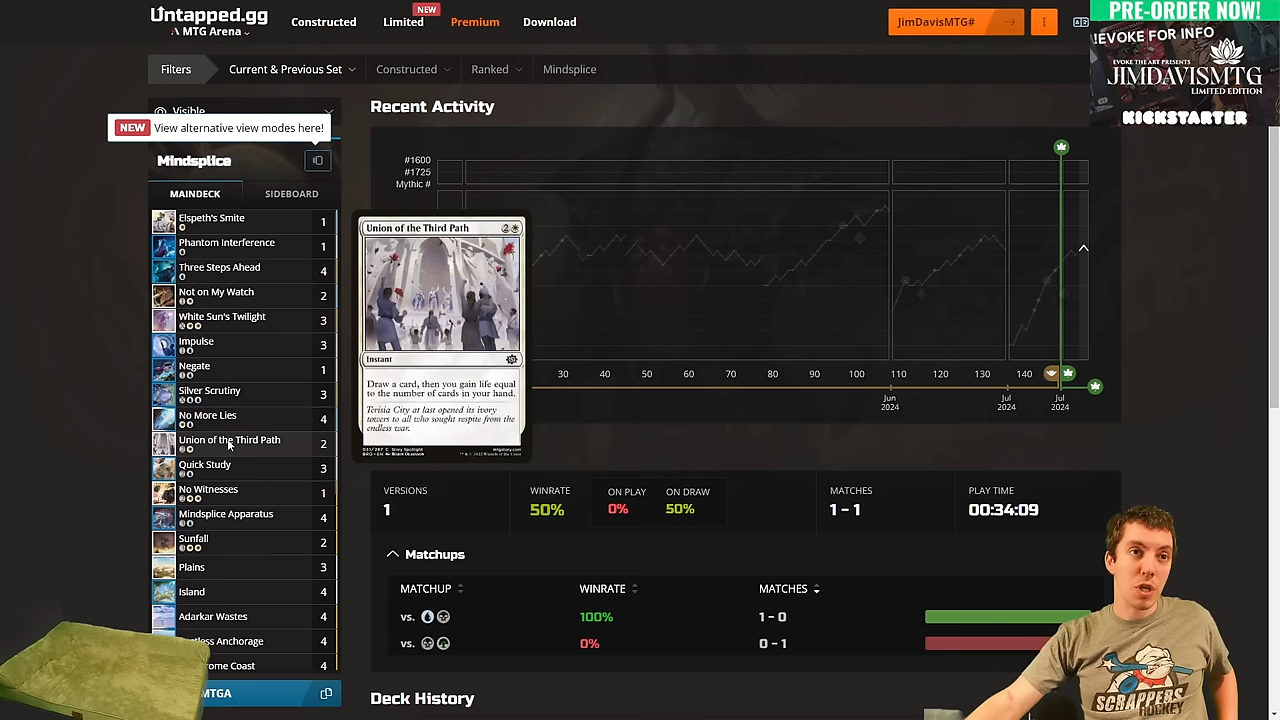 Untapped.gg
MTG Arena
Constructed
NEW
Limited
Premium
Download
JimDavisMTG#
PRE-ORDER NOW!
!EVOKE FOR INFO
EVOKE THE ART PRESENTS
JIMDAVISMTG
LIMITED EDITION
KICKSTARTER
Filters
Current & Previous Set
Constructed
Ranked
Mindsplice
Visible
NEW View alternative view modes here!
Mindsplice
MAINDECK
SIDEBOARD
Elspeth's Smite 1
Phantom Interference 1
Three Steps Ahead 4
Not on My Watch 2
White Sun's Twilight 3
Impulse 3
Negate 1
Silver Scrutiny 3
No More Lies 4
Union of the Third Path 2
Quick Study 3
No Witnesses 1
Mindsplice Apparatus 4
Sunfall 2
Plains 3
Island 4
Adarkar Wastes 4
tless Anchorage 4
rome Coast 4
MTGA
Recent Activity
#1600
#1725
Mythic #
30 40 50 60 70 80 90 100 110 120 130 140
Jun
2024
Jul
2024
Jul
2024
Union of the Third Path 2
Instant
Draw a card, then you gain life equal
to the number of cards in your hand.
Terisia City at last opened its ivory
towers to all who sought respite from the
endless war.
VERSIONS
1
WINRATE
50%
ON PLAY
0%
ON DRAW
50%
MATCHES
1 - 1
PLAY TIME
00:34:09
Matchups
MATCHUP
WINRATE
MATCHES
vs. 100% 1 - 0
vs. 0% 0 - 1
Deck History
SCRAPPERS
HOCKEY